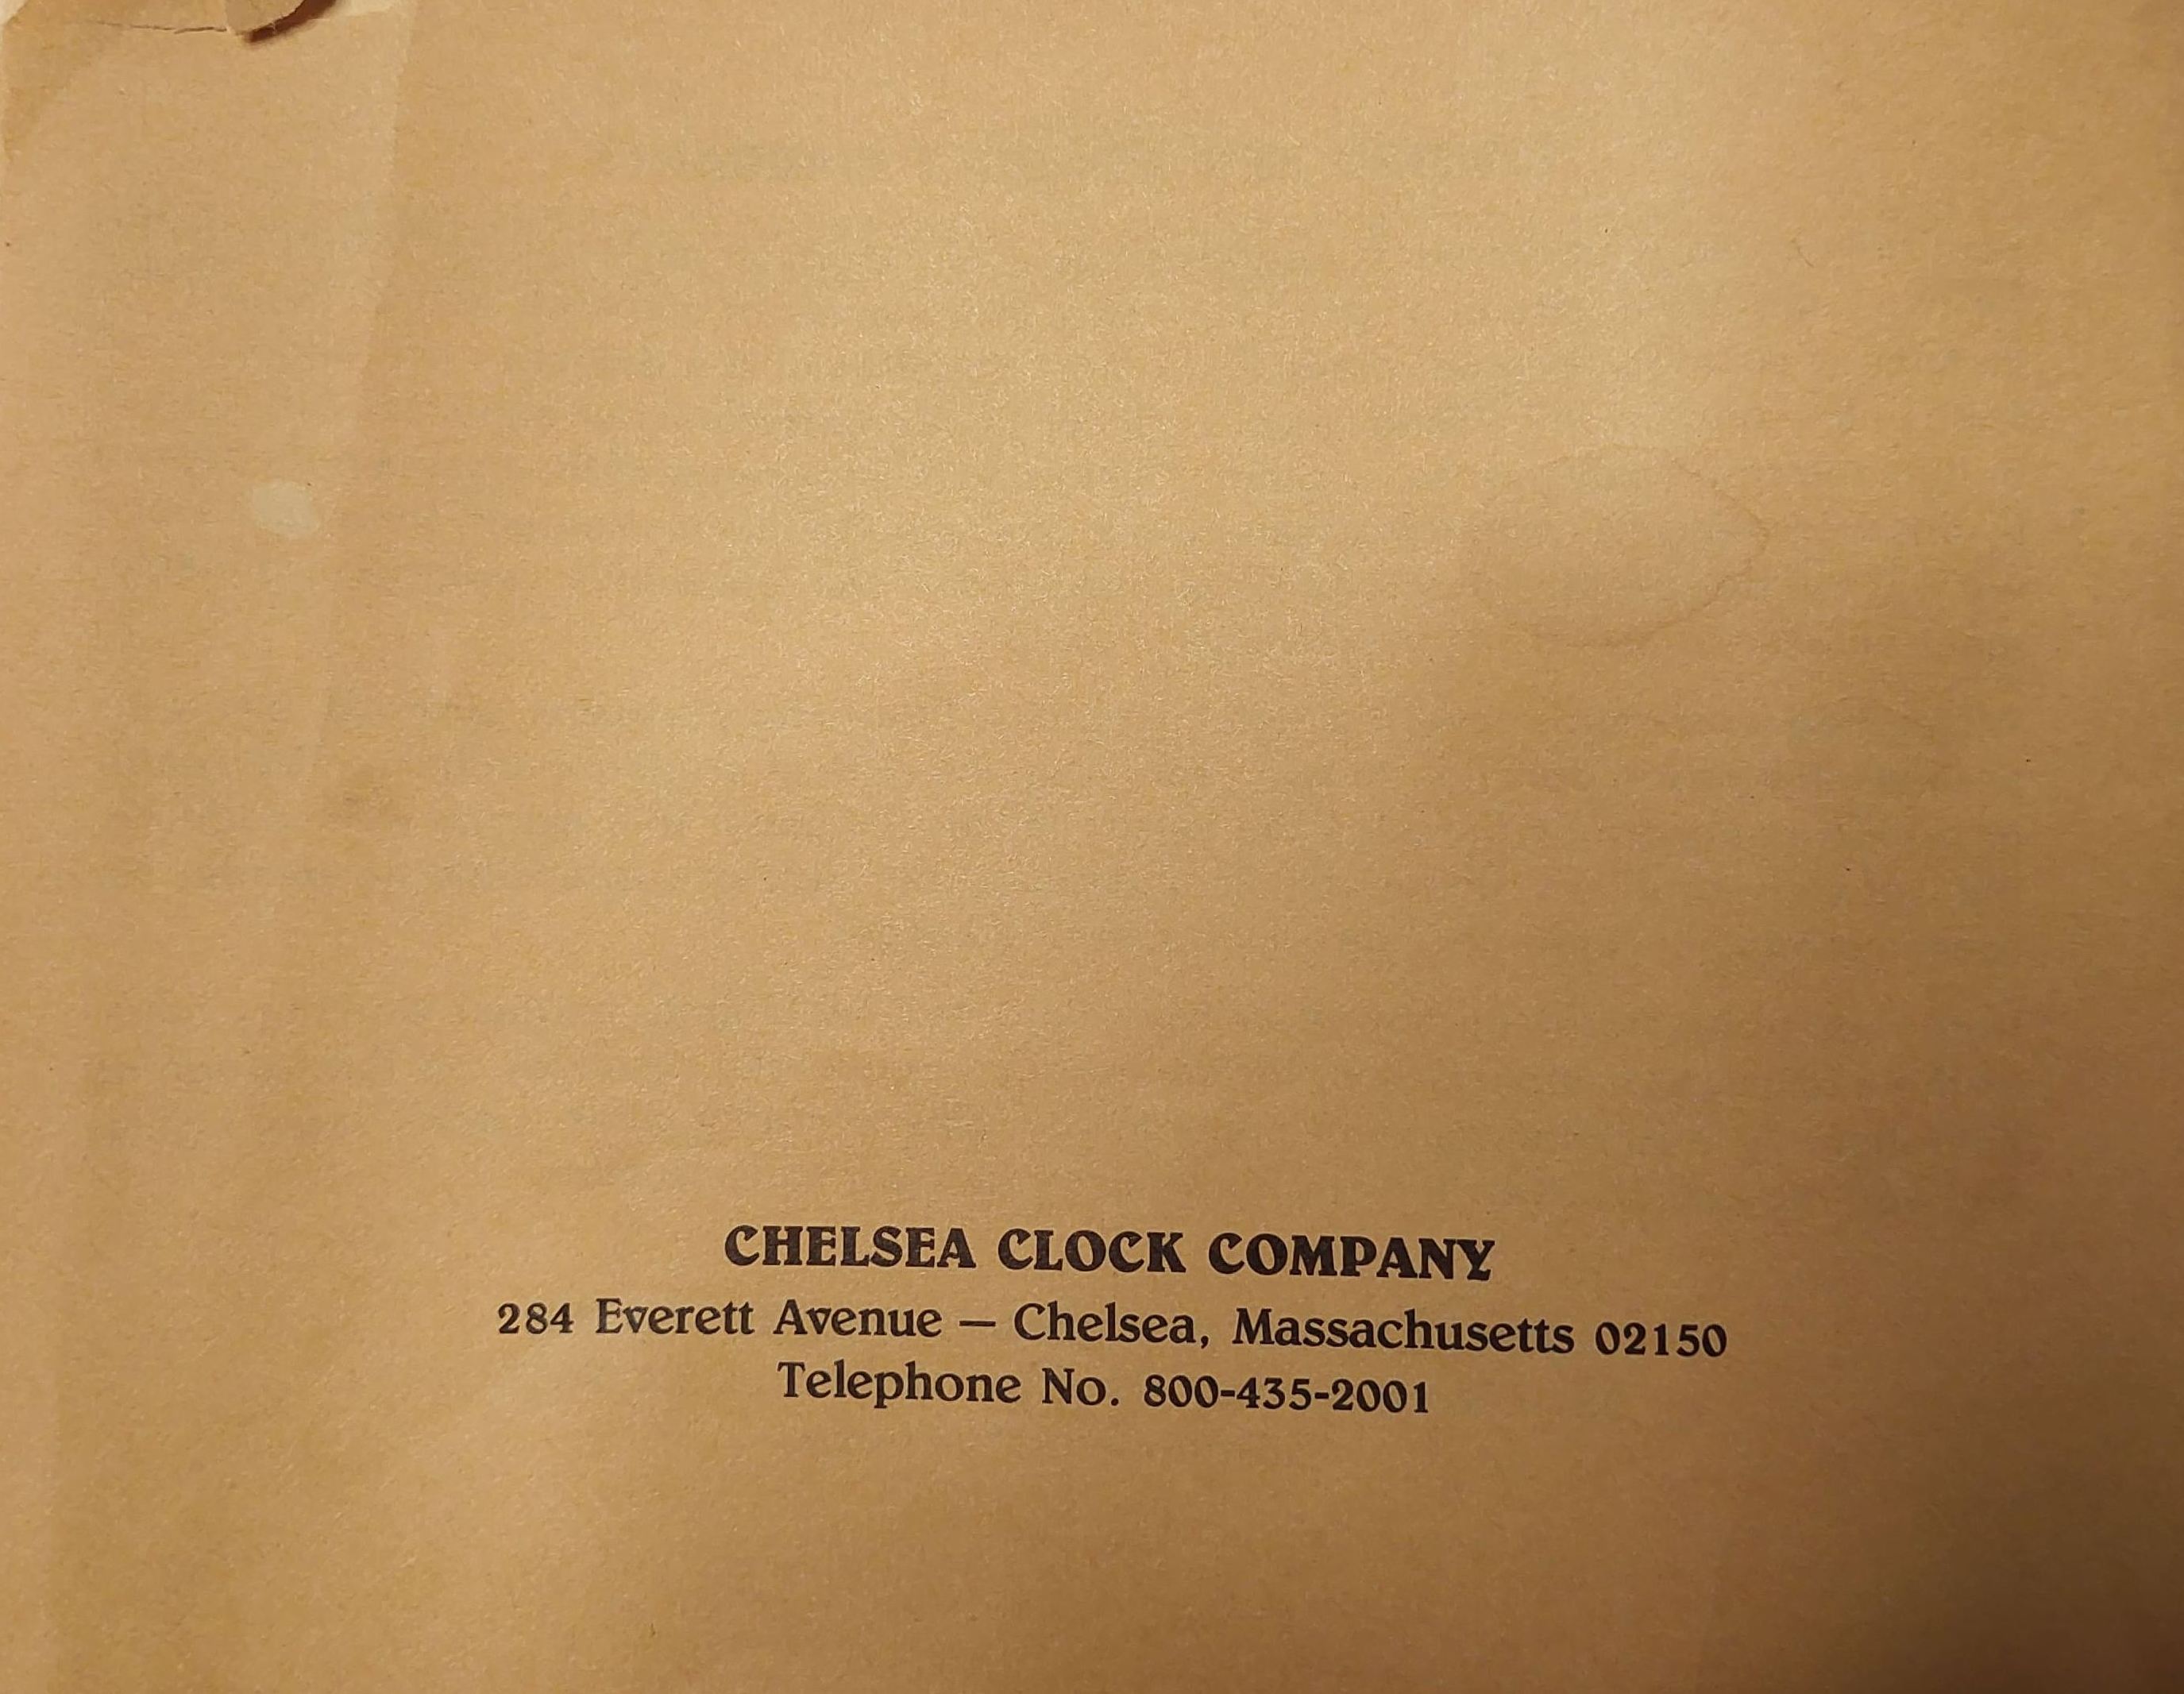 CHELSEA CLOCK COMPANY
284 Everett Avenue — Chelsea, Massachusetts 02150
Telephone No. 800-435-2001